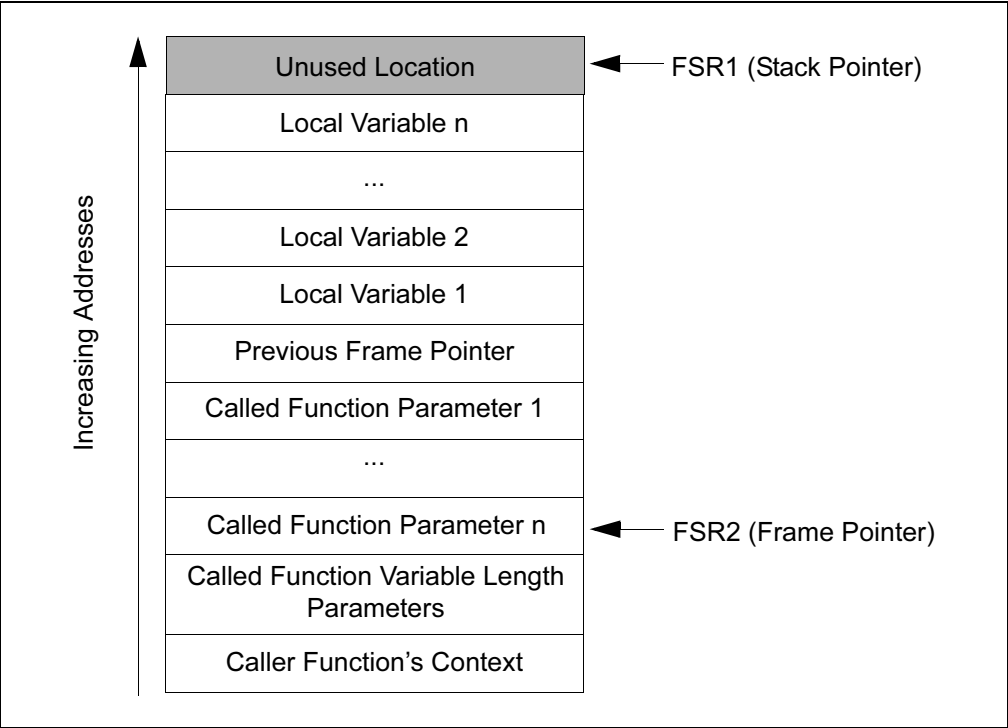 Unused Location
FSR1 (Stack Pointer)
Local Variable n
...
Local Variable 2
Local Variable 1
Previous Frame Pointer
Called Function Parameter 1
...
Called Function Parameter n
FSR2 (Frame Pointer)
Called Function Variable Length
Parameters
Caller Function’s Context
Increasing Addresses